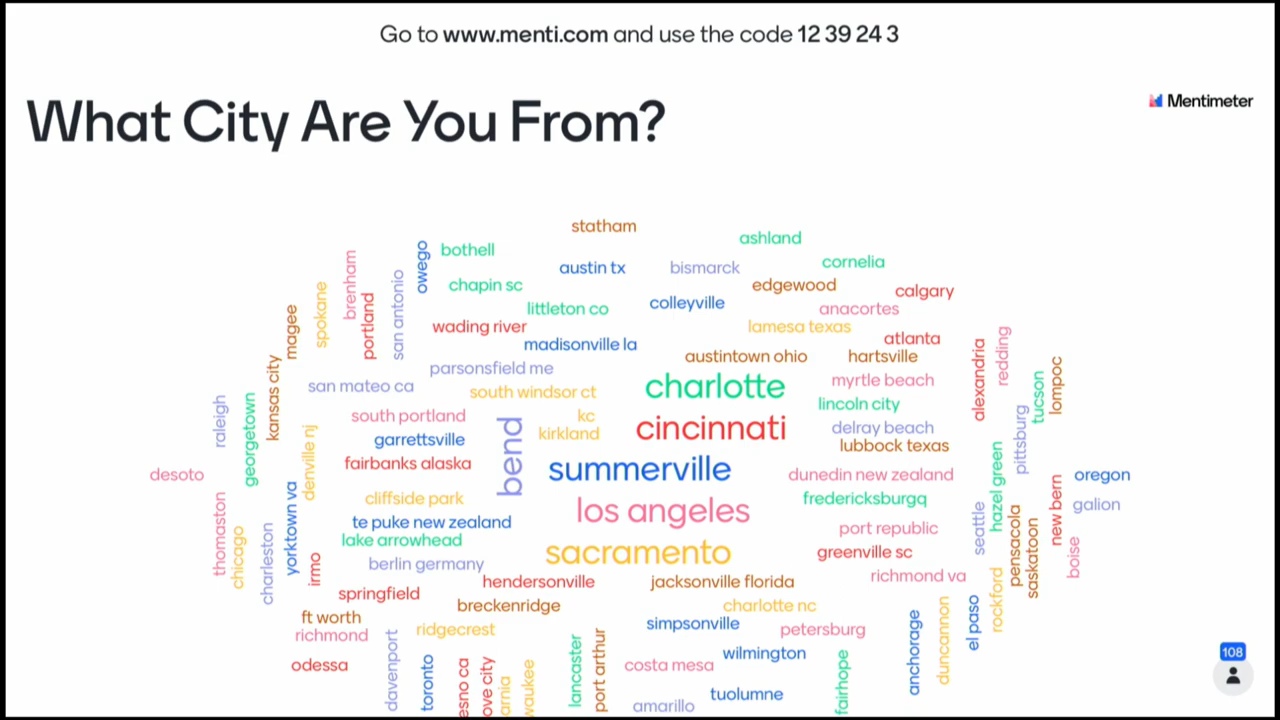 Go to www.menti.com and use the code 12 39 24 3
What City Are You From?
Mentimeter
statham
ashland
bothell
owego
cornelia
austin tx
bismarck
brenham
chapin sc
edgewood
calgary
san antonio
spokane
portland
littleton co
colleyville
anacortes
magee
wading river
lamesa texas
atlanta
madisonville la
redding
austintown ohio
hartsville
alexandria
parsonsfield me
kansas city
san mateo ca
charlotte
myrtle beach
lompoc
south windsor ct
tucson
lincoln city
raleigh
georgetown
south portland
kc
cincinnati
delray beach
pittsburg
garrettsville
kirkland
lubbock texas
bend
denville nj
fairbanks alaska
summerville
desoto
dunedin new zealand
hazel green
oregon
cliffside park
fredericksburgq
galion
los angeles
new bern
te puke new zealand
yorktown va
thomaston
port republic
seattle
lake arrowhead
pensacola
chicago
charleston
sacramento
greenville sc
saskatoon
boise
berlin germany
irmo
richmond va
hendersonville
jacksonville florida
springfield
rockford
breckenridge
charlotte nc
ft worth
simpsonville
el paso
richmond
ridgecrest
petersburg
duncannon
anchorage
wilmington
odessa
davenport
toronto
lancaster
port arthur
costa mesa
fairhope
tuolumne
amarillo
esno ca
ove city
arnia
waukee
108